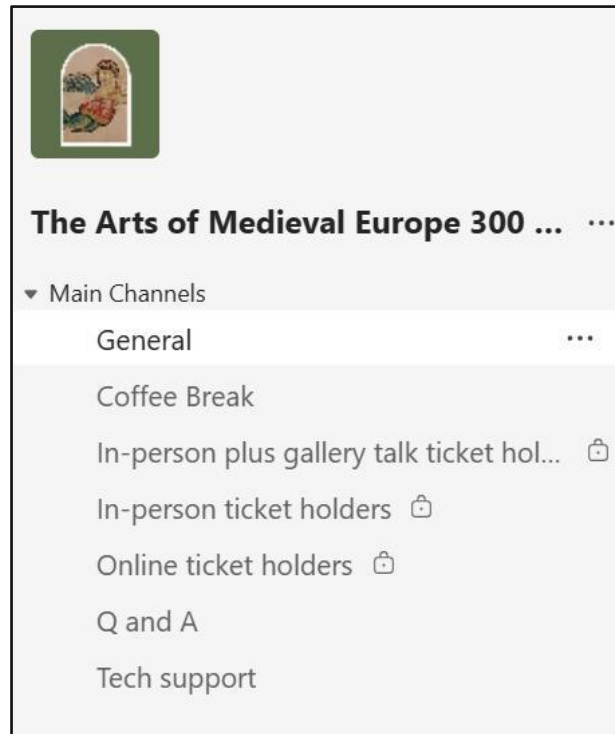 The Arts of Medieval Europe 300 ...
Main Channels
General
Coffee Break
In-person plus gallery talk ticket hol...
In-person ticket holders
Online ticket holders
Q and A
Tech support